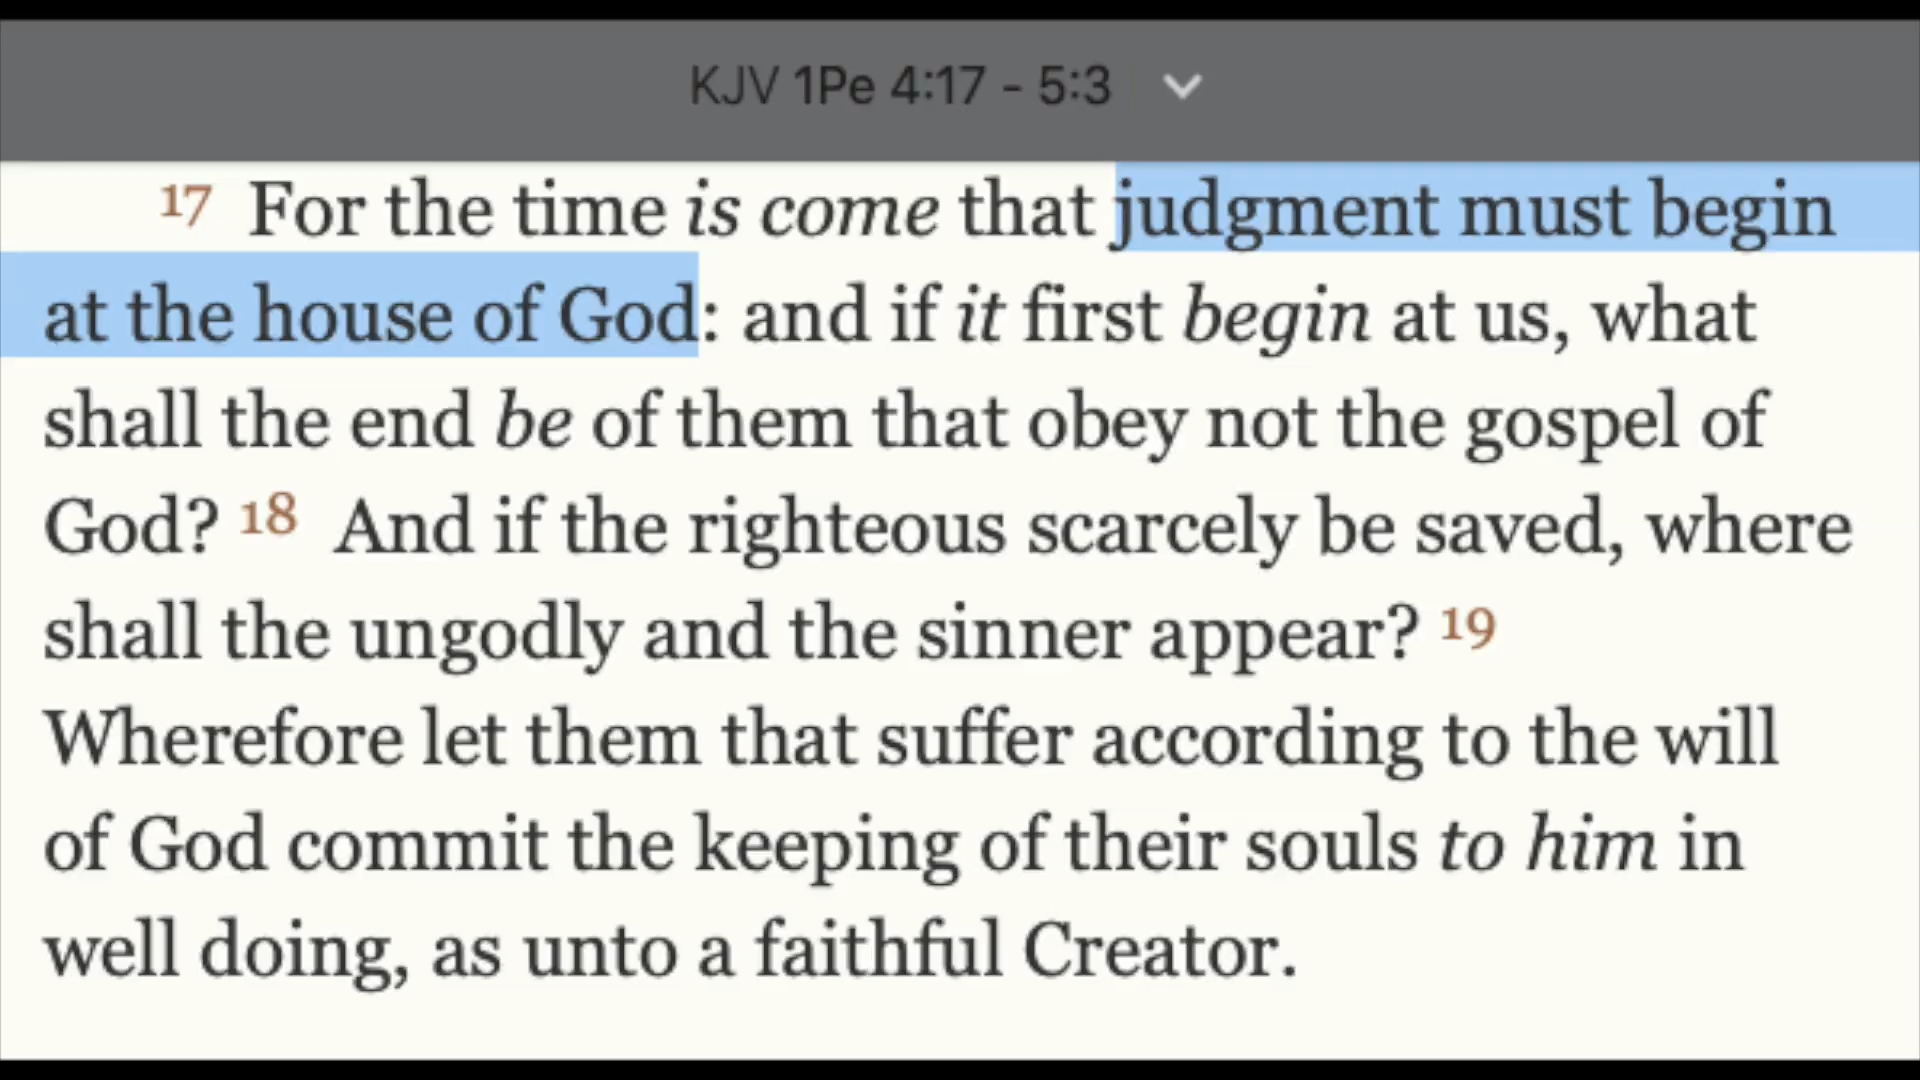 KJV 1Pe 4:17 - 5:3
17 For the time is come that judgment must begin
at the house of God: and if it first begin at us, what
shall the end be of them that obey not the gospel of
God? 18 And if the righteous scarcely be saved, where
shall the ungodly and the sinner appear? 19
Wherefore let them that suffer according to the will
of God commit the keeping of their souls to him in
well doing, as unto a faithful Creator.